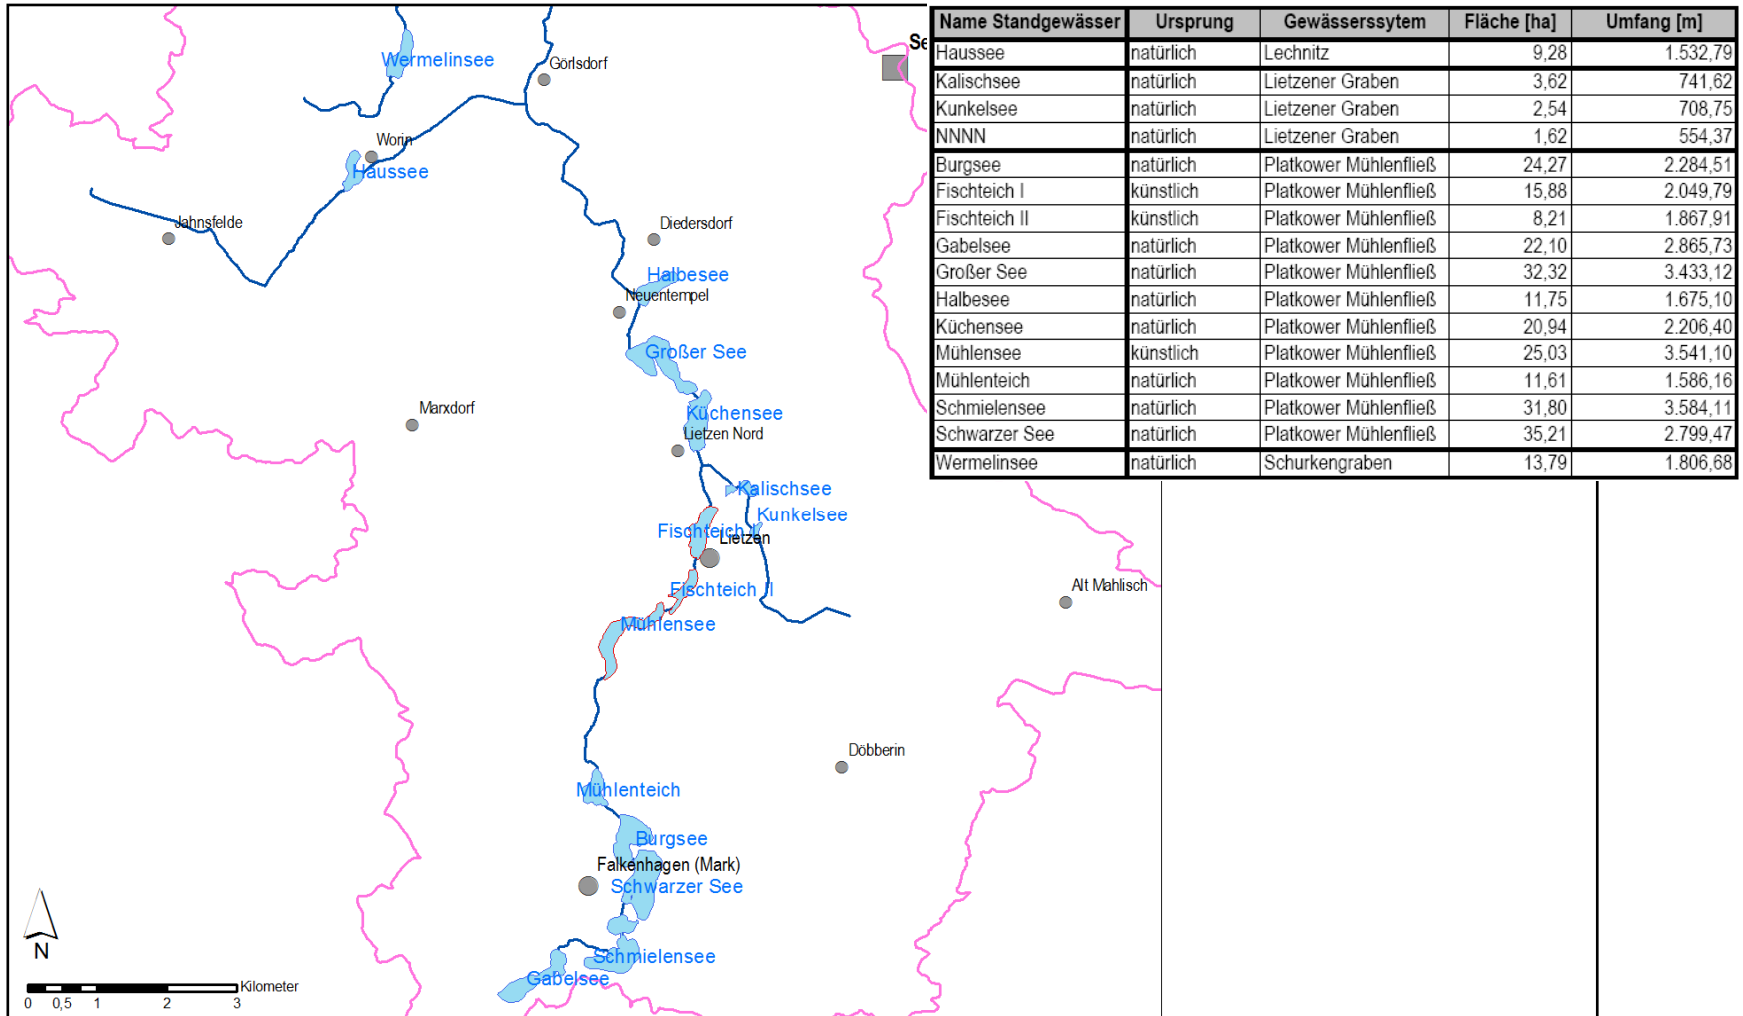 Name Standgewässer Ursprung Gewässersytem Fläche [ha] Umfang [m]
Haussee natürlich Lechnitz 9,28 1.532,79
Kalischsee natürlich Lietzener Graben 3,62 741,62
Kunkelsee natürlich Lietzener Graben 2,54 708,75
NNNN natürlich Lietzener Graben 1,62 554,37
Burgsee natürlich Platkower Mühlenfließ 24,27 2.284,51
Fischteich I künstlich Platkower Mühlenfließ 15,88 2.049,79
Fischteich II künstlich Platkower Mühlenfließ 8,21 1.867,91
Gabelsee natürlich Platkower Mühlenfließ 22,10 2.865,73
Großer See natürlich Platkower Mühlenfließ 32,32 3.433,12
Halbesee natürlich Platkower Mühlenfließ 11,75 1.675,10
Küchensee natürlich Platkower Mühlenfließ 20,94 2.206,40
Mühlensee künstlich Platkower Mühlenfließ 25,03 3.541,10
Mühlenteich natürlich Platkower Mühlenfließ 11,61 1.586,16
Schmielensee natürlich Platkower Mühlenfließ 31,80 3.584,11
Schwarzer See natürlich Platkower Mühlenfließ 35,21 2.799,47
Wermelinsee natürlich Schurkengraben 13,79 1.806,68
Se
Wermelinsee
Görlsdorf
Worin
Haussee
Jahnsfelde
Diedersdorf
Halbesee
Neuentempel
Großer See
Marxdorf
Küchensee
Lietzen Nord
Kalischsee
Kunkelsee
Fischteich I
Lietzen
Fischteich II
Alt Mahlisch
Mühlensee
Döbberin
Mühlenteich
Burgsee
Falkenhagen (Mark)
Schwarzer See
Schmielensee
Gabelsee
N
Kilometer
0 0,5 1 2 3